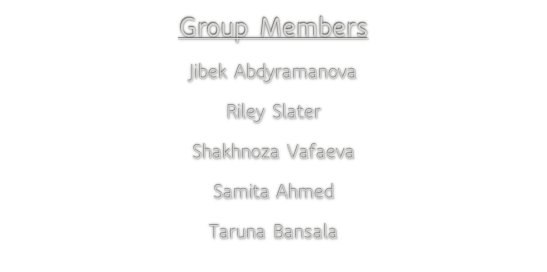 Group Members
Jibek Abdyramanova
Riley Slater
Shakhnoza Vafaeva
Samita Ahmed
Taruna Bansala